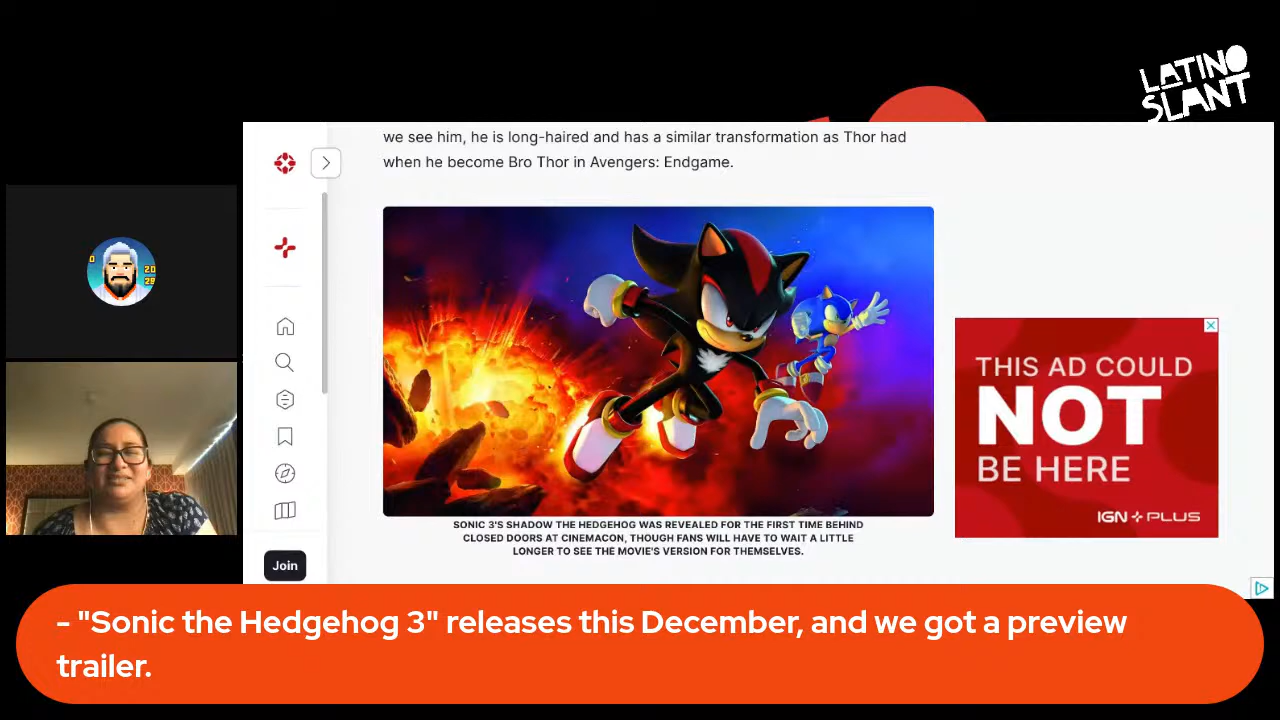 LATINO
SLANT
we see him, he is long-haired and has a similar transformation as Thor had
when he become Bro Thor in Avengers: Endgame.
0
20
29
THIS AD COULD
NOT
BE HERE
IGN PLUS
SONIC 3'S SHADOW THE HEDGEHOG WAS REVEALED FOR THE FIRST TIME BEHIND
CLOSED DOORS AT CINEMACON, THOUGH FANS WILL HAVE TO WAIT A LITTLE
LONGER TO SEE THE MOVIE'S VERSION FOR THEMSELVES.
Join
- "Sonic the Hedgehog 3" releases this December, and we got a preview
trailer.